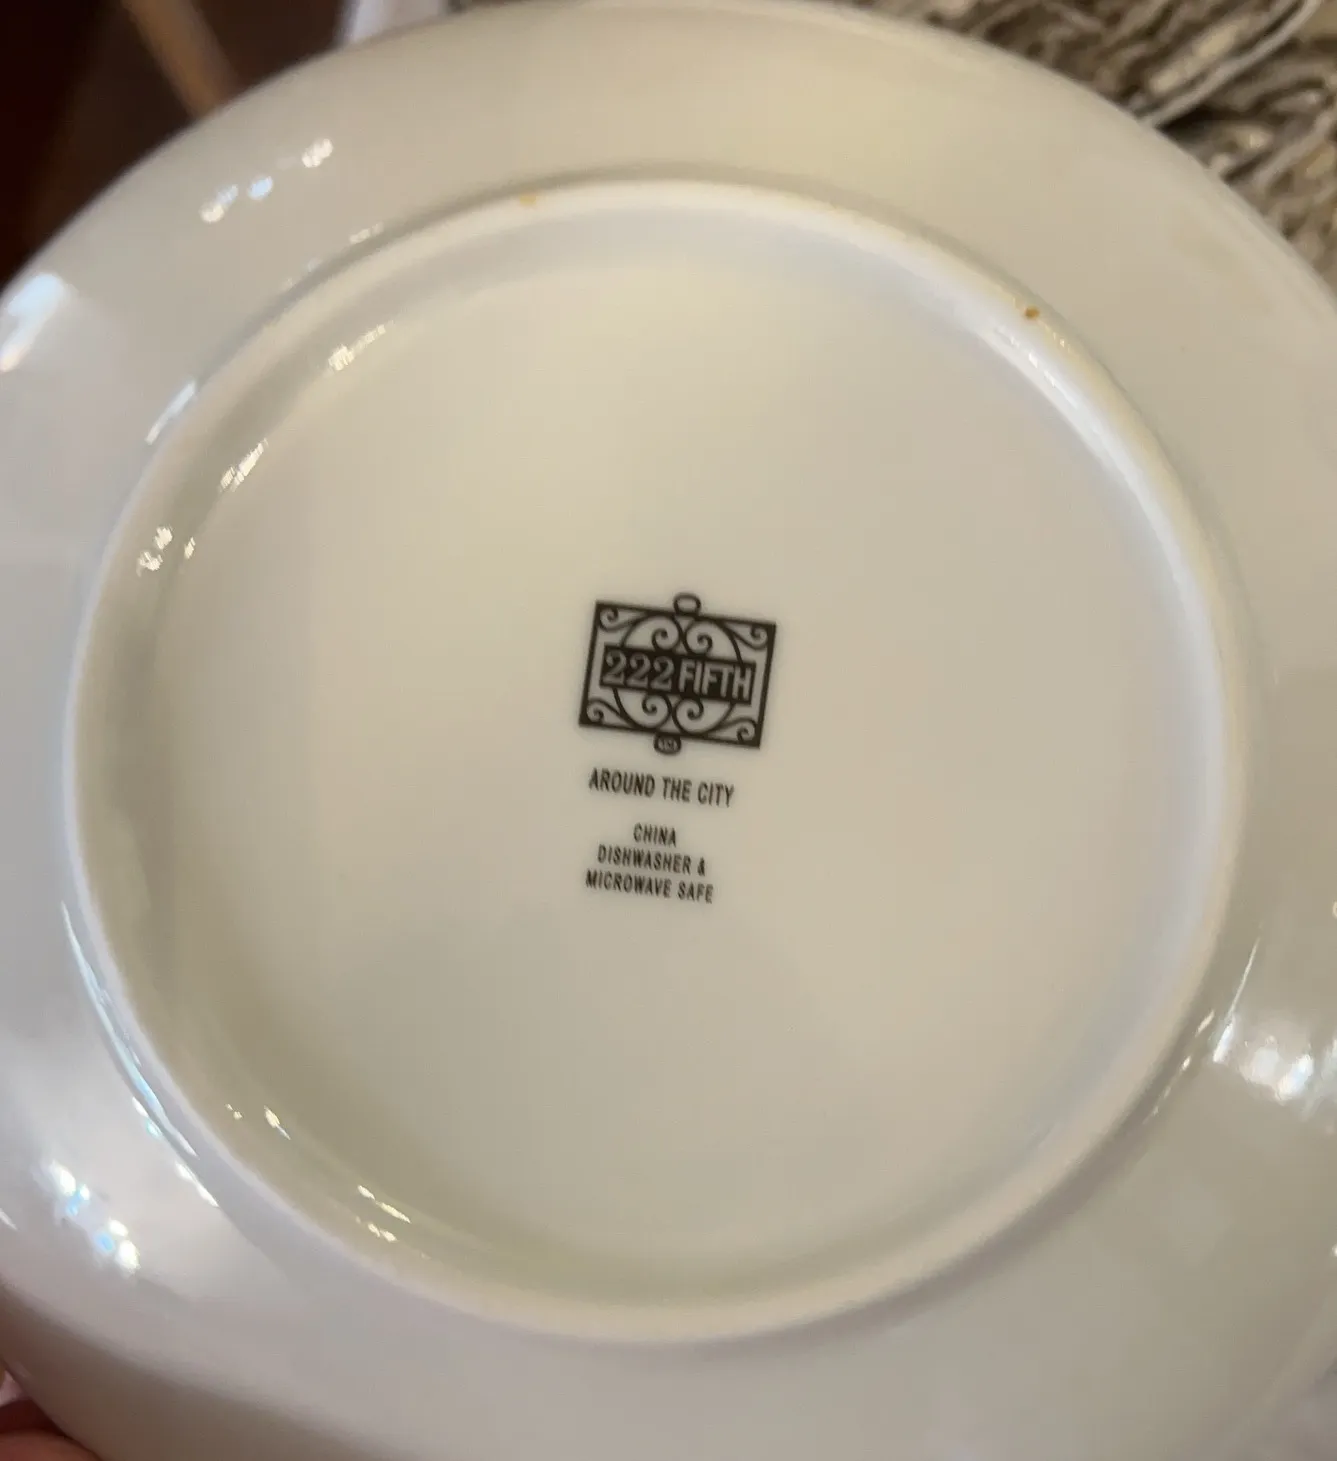 222 FIFTH
AROUND THE CITY
CHINA
DISHWASHER &
MICROWAVE SAFE